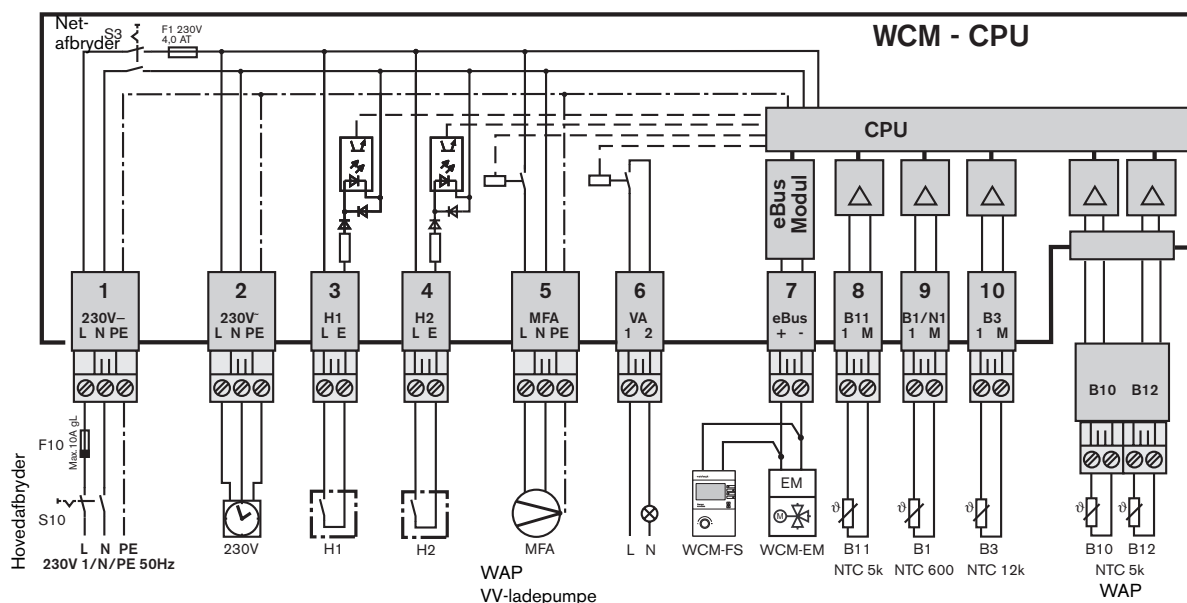 Net-
afbryder
S3
F1 230V
4,0 AT
WCM - CPU
CPU
eBus
Modul
1
230V~
L N PE
2
230V~
L N PE
3
H1
L E
4
H2
L E
5
MFA
L N PE
6
VA
1 2
7
eBus
+ -
8
B11
1 M
9
B1/N1
1 M
10
B3
1 M
B10 B12
Hovedafbryder
F10
Max.10A gL
S10
L N PE
230V 1/N/PE 50Hz
230V
H1
H2
MFA
WAP
VV-ladepumpe
L N
WCM-FS
EM
M
WCM-EM
ϑ
B11
NTC 5k
ϑ
B1
NTC 600
ϑ
B3
NTC 12k
ϑ
ϑ
B10 B12
NTC 5k
WAP